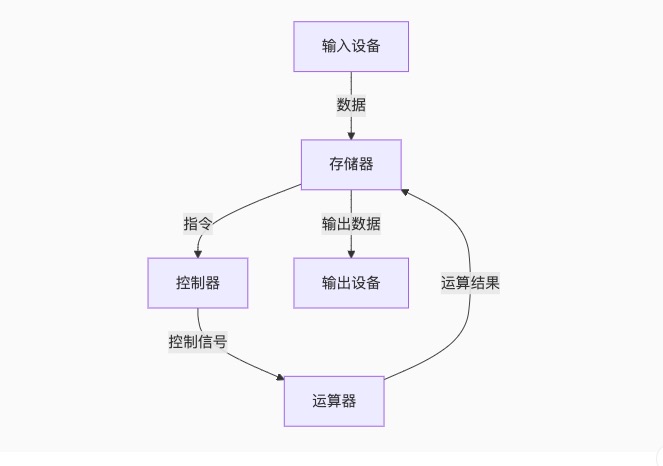 输入设备
数据
存储器
指令
输出数据
控制器
输出设备
运算结果
控制信号
运算器